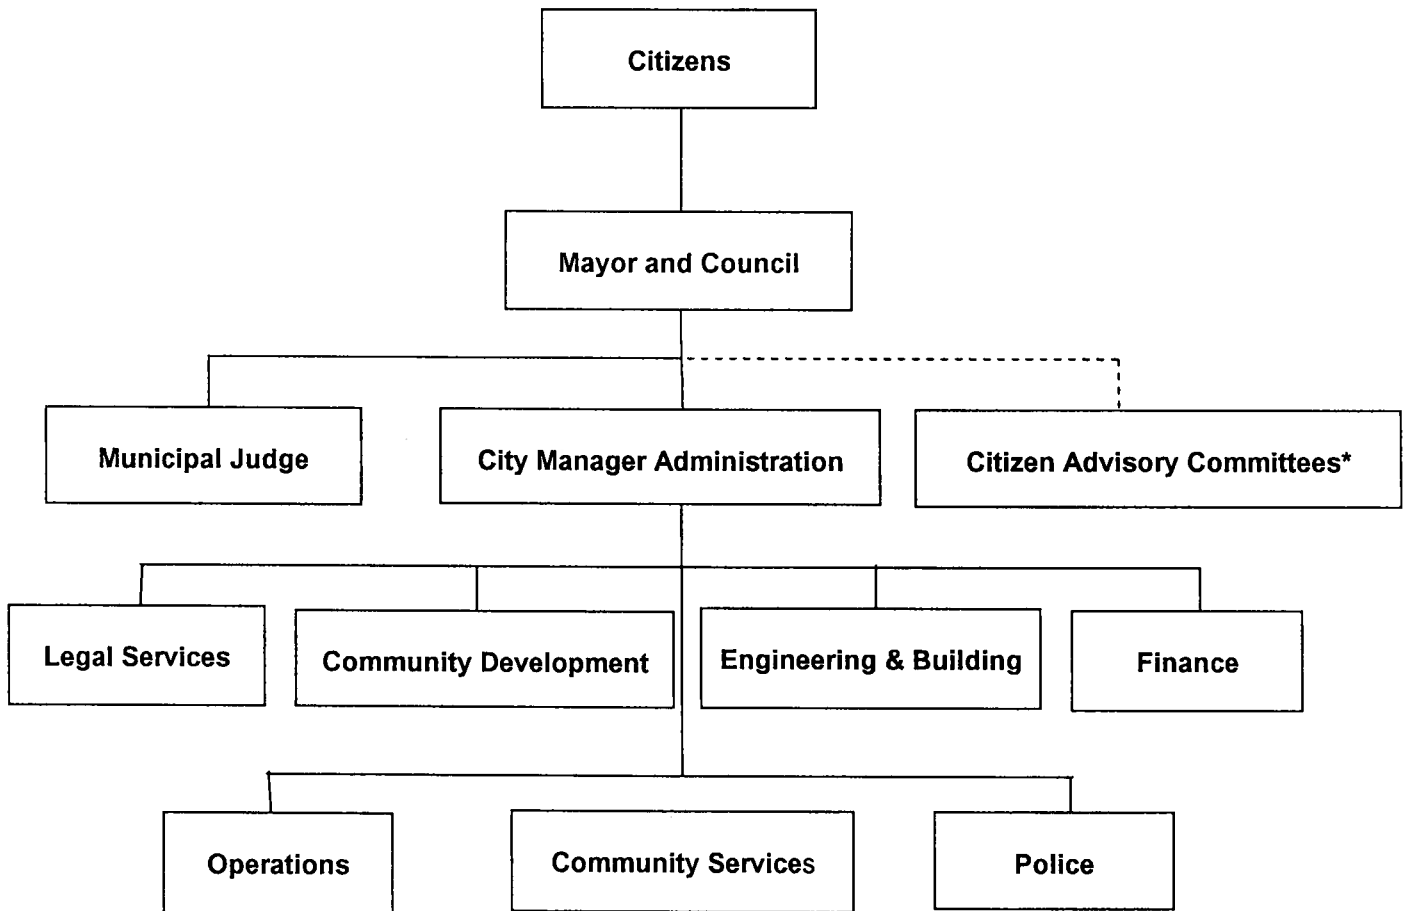 Citizens
Mayor and Council
Municipal Judge
City Manager Administration
Citizen Advisory Committees*
Legal Services
Community Development
Engineering & Building
Finance
Operations
Community Services
Police